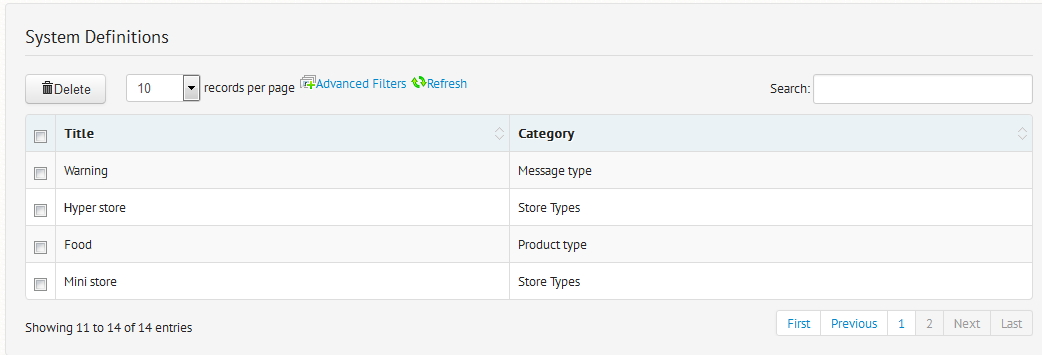 System Definitions
Delete 10 records per page Advanced Filters Refresh Search:
Title Category
Warning Message type
Hyper store Store Types
Food Product type
Mini store Store Types
Showing 11 to 14 of 14 entries First Previous 1 2 Next Last